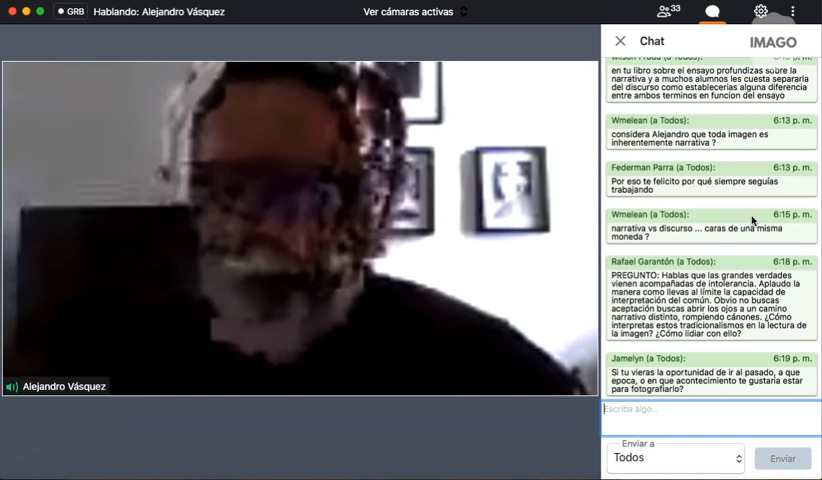 GRB
Hablando: Alejandro Vásquez
Ver cámaras activas
33
Chat
IMAGO
en tu libro sobre el ensayo profundizas sobre la
narrativa y a muchos alumnos les cuesta separarla
del discurso como establecerías alguna diferencia
entre ambos terminos en funcion del ensayo
Wmelean (a Todos): 6:13 p. m.
considera Alejandro que toda imagen es
inherentemente narrativa ?
Federman Parra (a Todos): 6:13 p. m.
Por eso te felicito por qué siempre seguías
trabajando
Wmelean (a Todos): 6:15 p. m.
narrativa vs discurso ... caras de una misma
moneda ?
Rafael Garantón (a Todos): 6:18 p. m.
PREGUNTO: Hablas que las grandes verdades
vienen acompañadas de intolerancia. Aplaudo la
manera como llevas al límite la capacidad de
interpretación del común. Obvio no buscas
aceptación buscas abrir los ojos a un camino
narrativo distinto, rompiendo cánones. ¿Cómo
interpretas estos tradicionalismos en la lectura de
la imagen? ¿Cómo lidiar con ello?
Jamelyn (a Todos): 6:19 p. m.
Si tu vieras la oportunidad de ir al pasado, a que
epoca, o en que acontecimiento te gustaria estar
para fotografiarlo?
Escriba algo...
Enviar a
Todos
Enviar
Alejandro Vásquez